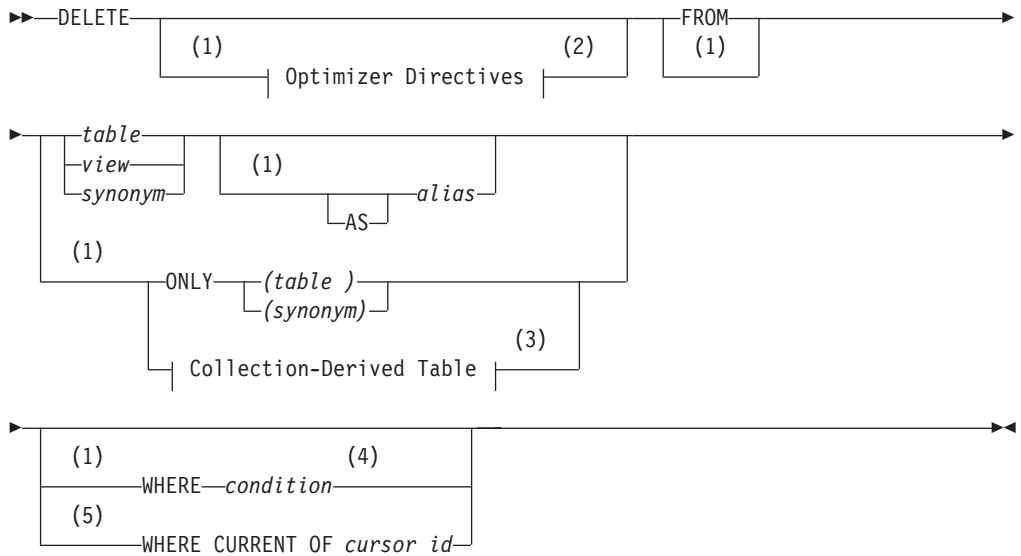 DELETE FROM
(1) (2) (1)
Optimizer Directives
table
view (1)
synonym alias
AS
(1)
ONLY (table )
(synonym)
(3)
Collection-Derived Table
(1) (4)
WHERE condition
(5)
WHERE CURRENT OF cursor id